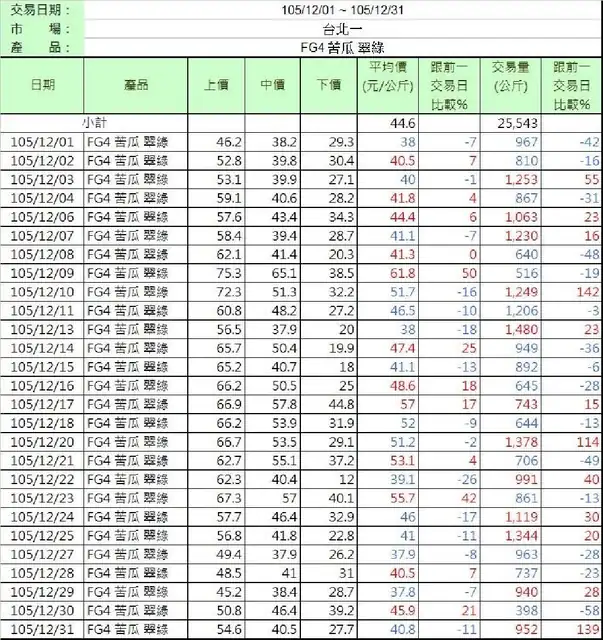 交易日期： 105/12/01 ~ 105/12/31
市　場： 台北一
產　品： FG4 苦瓜 翠綠
日期 產品 上價 中價 下價 平均價(元/公斤) 跟前一交易日比較% 交易量(公斤) 跟前一交易日比較%
小計 44.6 25,543
105/12/01 FG4 苦瓜 翠綠 46.2 38.2 29.3 38 -7 967 -42
105/12/02 FG4 苦瓜 翠綠 52.8 39.8 30.4 40.5 7 810 -16
105/12/03 FG4 苦瓜 翠綠 53.1 39.9 27.1 40 -1 1,253 55
105/12/04 FG4 苦瓜 翠綠 59.1 40.6 28.2 41.8 4 867 -31
105/12/06 FG4 苦瓜 翠綠 57.6 43.4 34.3 44.4 6 1,063 23
105/12/07 FG4 苦瓜 翠綠 58.4 39.4 28.7 41.1 -7 1,230 16
105/12/08 FG4 苦瓜 翠綠 62.1 41.4 20.3 41.3 0 640 -48
105/12/09 FG4 苦瓜 翠綠 75.3 65.1 38.5 61.8 50 516 -19
105/12/10 FG4 苦瓜 翠綠 72.3 51.3 32.2 51.7 -16 1,249 142
105/12/11 FG4 苦瓜 翠綠 60.8 48.2 27.2 46.5 -10 1,206 -3
105/12/13 FG4 苦瓜 翠綠 56.5 37.9 20 38 -18 1,480 23
105/12/14 FG4 苦瓜 翠綠 65.7 50.4 19.9 47.4 25 949 -36
105/12/15 FG4 苦瓜 翠綠 65.2 40.7 18 41.1 -13 892 -6
105/12/16 FG4 苦瓜 翠綠 66.2 50.5 25 48.6 18 645 -28
105/12/17 FG4 苦瓜 翠綠 66.9 57.8 44.8 57 17 743 15
105/12/18 FG4 苦瓜 翠綠 66.2 53.9 31.9 52 -9 644 -13
105/12/20 FG4 苦瓜 翠綠 66.7 53.5 29.1 51.2 -2 1,378 114
105/12/21 FG4 苦瓜 翠綠 62.7 55.1 37.2 53.1 4 706 -49
105/12/22 FG4 苦瓜 翠綠 62.3 40.4 12 39.1 -26 991 40
105/12/23 FG4 苦瓜 翠綠 67.3 57 40.1 55.7 42 861 -13
105/12/24 FG4 苦瓜 翠綠 57.7 46.4 32.9 46 -17 1,119 30
105/12/25 FG4 苦瓜 翠綠 56.8 41.8 22.8 41 -11 1,344 20
105/12/27 FG4 苦瓜 翠綠 49.4 37.9 26.2 37.9 -8 963 -28
105/12/28 FG4 苦瓜 翠綠 48.5 41 31 40.5 7 737 -23
105/12/29 FG4 苦瓜 翠綠 45.2 38.4 28.7 37.8 -7 940 28
105/12/30 FG4 苦瓜 翠綠 50.8 46.4 39.2 45.9 21 398 -58
105/12/31 FG4 苦瓜 翠綠 54.6 40.5 27.7 40.8 -11 952 139